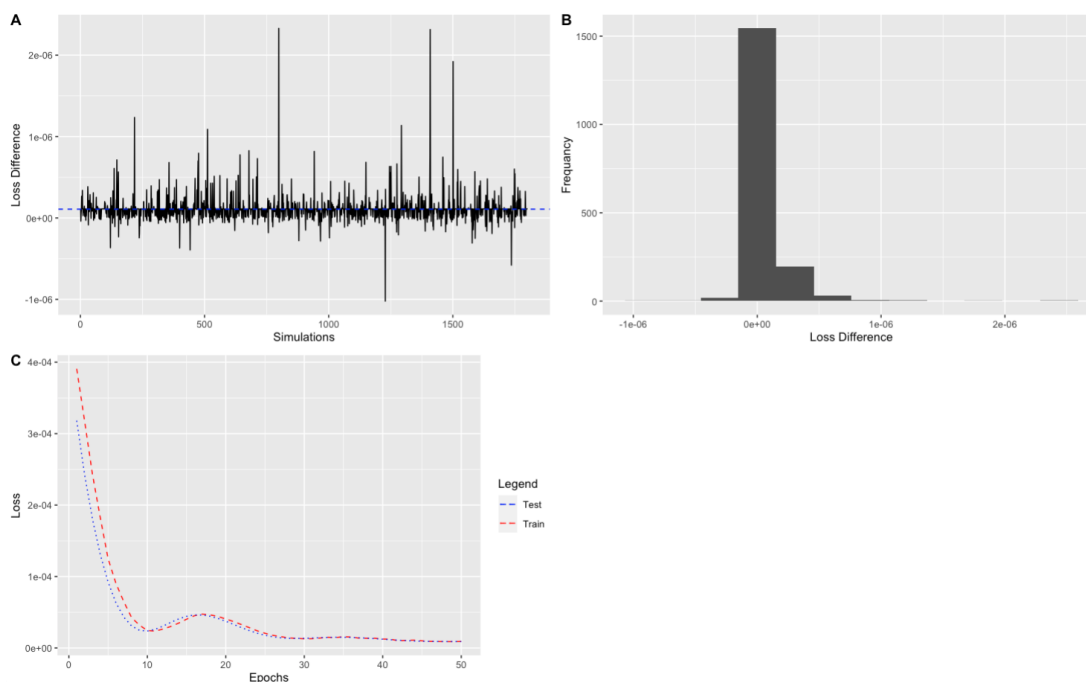 A
Loss Difference
2e-06
1e-06
0e+00
-1e-06
0
500
1000
1500
Simulations
B
Frequancy
1500
1000
500
0
-1e-06
0e+00
1e-06
2e-06
Loss Difference
C
Loss
4e-04
3e-04
2e-04
1e-04
0e+00
0
10
20
30
40
50
Epochs
Legend
Test
Train